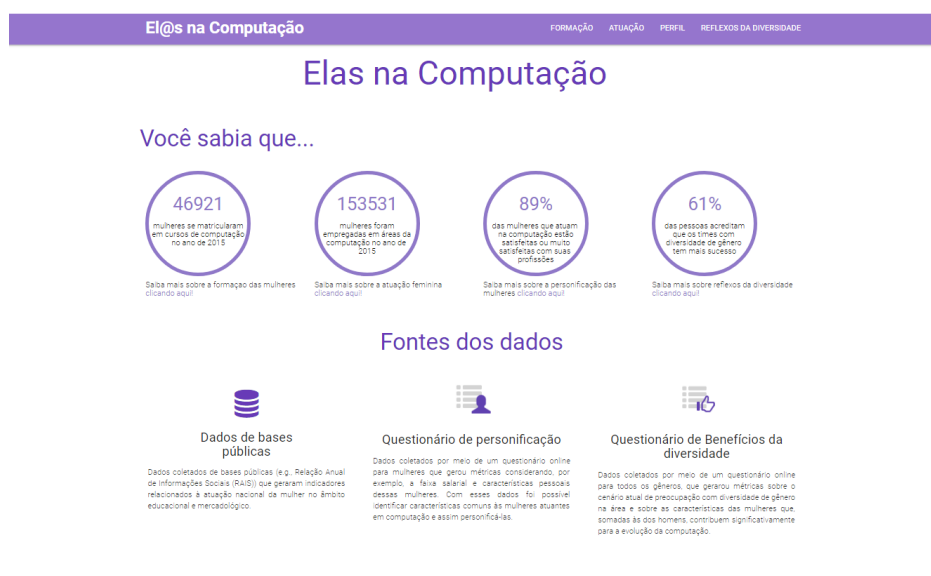 El@s na Computação
FORMAÇÃO ATUAÇÃO PERFIL REFLEXOS DA DIVERSIDADE
Elas na Computação
Você sabia que...
46921
mulheres se matricularam
em cursos de computação
no ano de 2015
Saiba mais sobre a formaçao das mulheres
clicando aqui!
153531
mulheres foram
empregadas em áreas da
computação no ano de
2015
Saiba mais sobre a atuação feminina
clicando aqui!
89%
das mulheres que atuam
na computação estão
satisfeitas ou muito
satisfeitas com suas
profissões
Saiba mais sobre a personificação das
mulheres clicando aqui!
61%
das pessoas acreditam
que os times com
diversidade de gênero
tem mais sucesso
Saiba mais sobre reflexos da diversidade
clicando aqui!
Fontes dos dados
Dados de bases
públicas
Dados coletados de bases públicas (e.g., Relação Anual
de Informações Sociais (RAIS)) que geraram indicadores
relacionados à atuação nacional da mulher no âmbito
educacional e mercadológico.
Questionário de personificação
Dados coletados por meio de um questionário online
para mulheres que gerou métricas considerando, por
exemplo, a faixa salarial e características pessoais
dessas mulheres. Com esses dados foi possível
identificar características comuns às mulheres atuantes
em computação e assim personificá-las.
Questionário de Benefícios da
diversidade
Dados coletados por meio de um questionário online
para todos os gêneros, que gerarou métricas sobre o
cenário atual de preocupação com diversidade de gênero
na área e sobre as características das mulheres que,
somadas às dos homens, contribuem significativamente
para a evolução da computação.